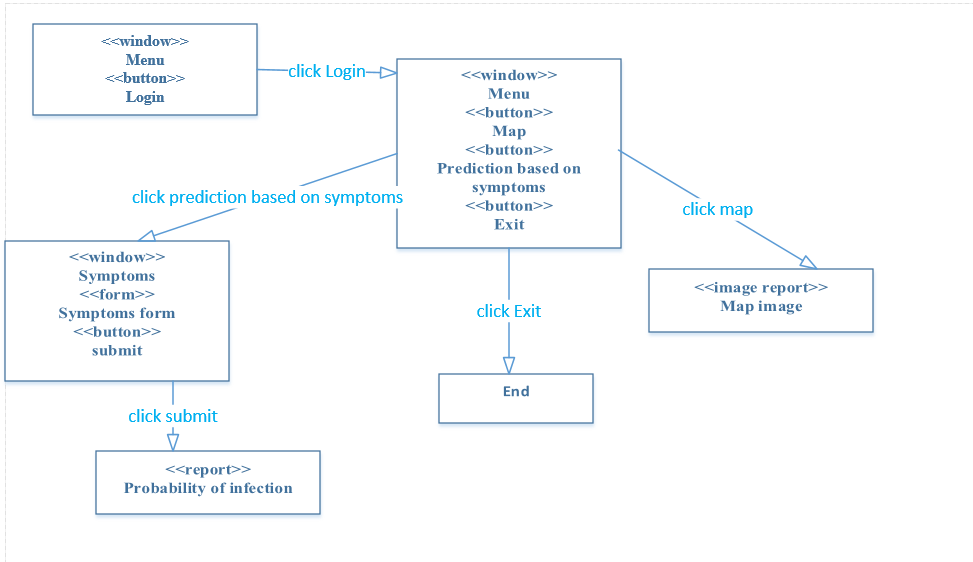 <<window>>
Menu
<<button>>
Login
click Login
<<window>>
Menu
<<button>>
Map
<<button>>
Prediction based on
symptoms
<<button>>
Exit
click prediction based on symptoms
click map
<<window>>
Symptoms
<<form>>
Symptoms form
<<button>>
submit
<<image report>>
Map image
click Exit
End
click submit
<<report>>
Probability of infection